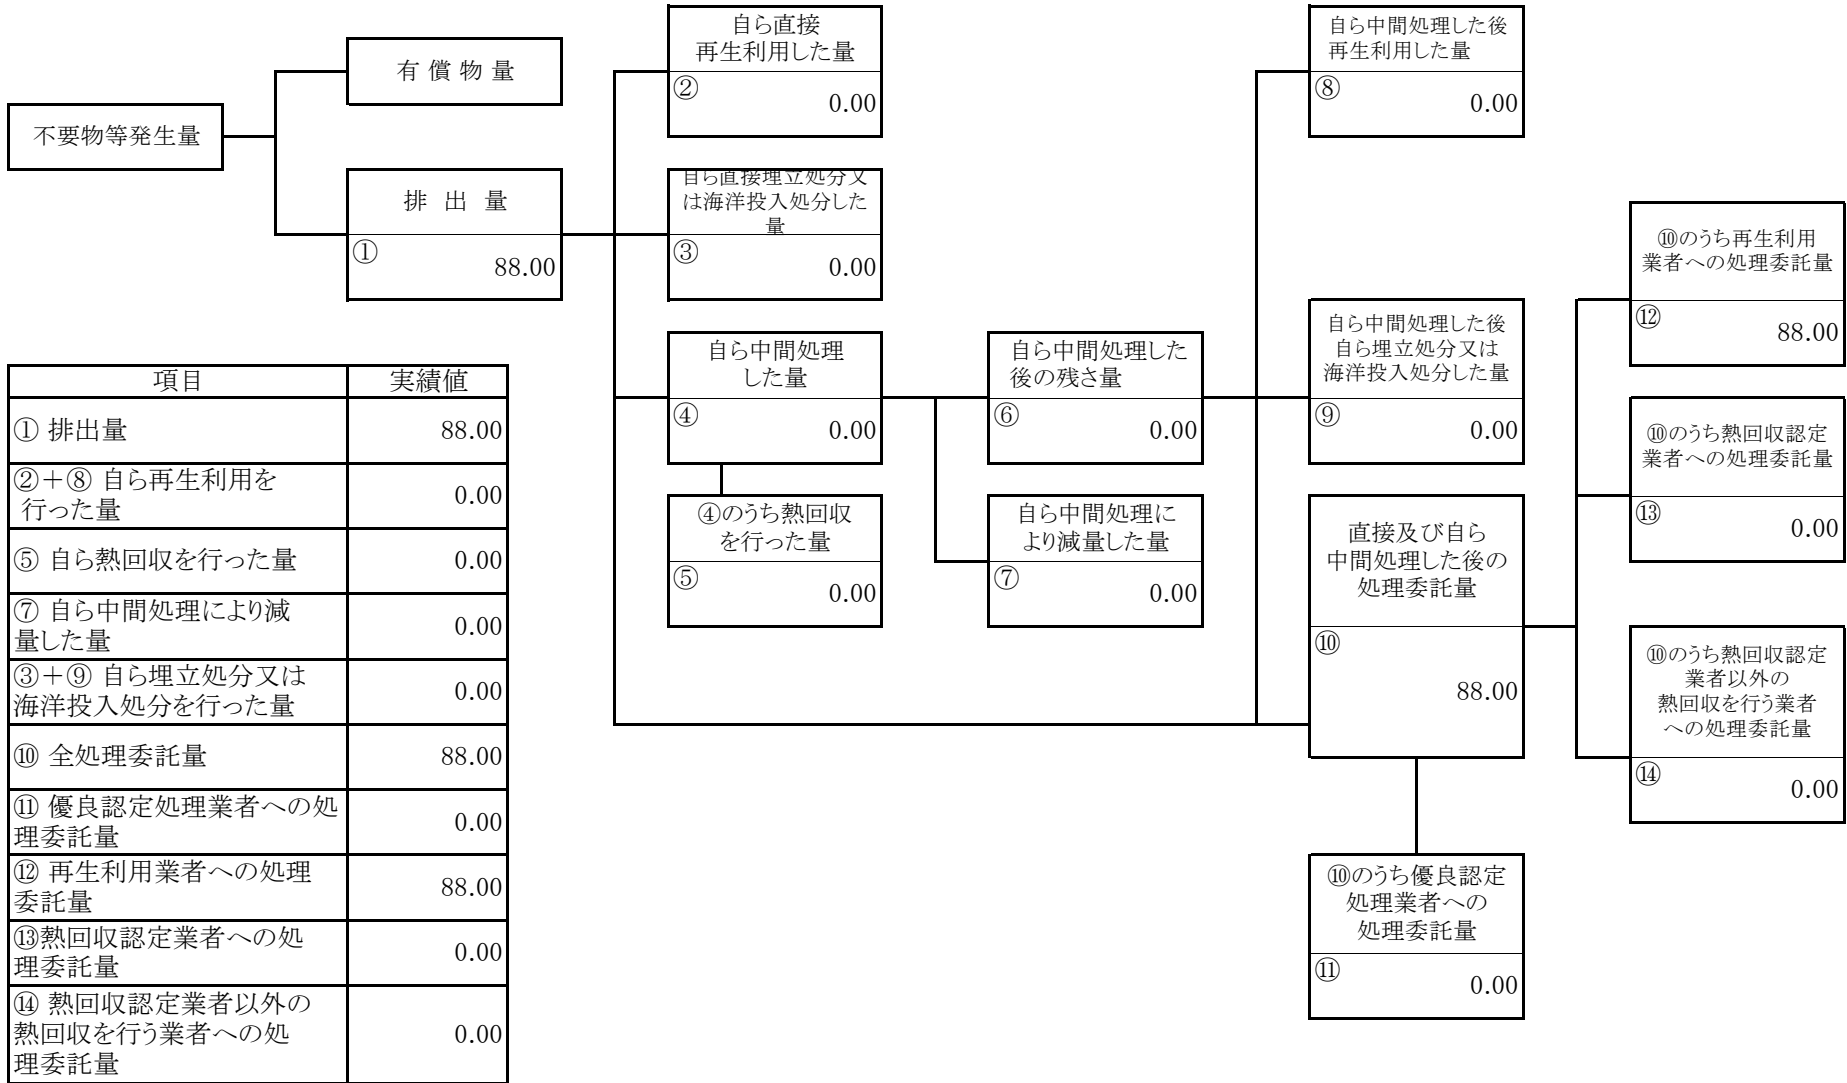 不要物等発生量
有 償 物 量
排 出 量
①
88.00
自ら直接
再生利用した量
②
0.00
自ら直接埋立処分又
は海洋投入処分した
量
③
0.00
自ら中間処理
した量
④
0.00
④のうち熱回収
を行った量
⑤
0.00
自ら中間処理した
後の残さ量
⑥
0.00
自ら中間処理に
より減量した量
⑦
0.00
自ら中間処理した後
再生利用した量
⑧
0.00
自ら中間処理した後
自ら埋立処分又は
海洋投入処分した量
⑨
0.00
直接及び自ら
中間処理した後の
処理委託量
⑩
88.00
⑩のうち優良認定
処理業者への
処理委託量
⑪
0.00
⑩のうち再生利用
業者への処理委託量
⑫
88.00
⑩のうち熱回収認定
業者への処理委託量
⑬
0.00
⑩のうち熱回収認定
業者以外の
熱回収を行う業者
への処理委託量
⑭
0.00
項目 実績値
① 排出量 88.00
②＋⑧ 自ら再生利用を
行った量
0.00
⑤ 自ら熱回収を行った量 0.00
⑦ 自ら中間処理により減
量した量
0.00
③＋⑨ 自ら埋立処分又は
海洋投入処分を行った量
0.00
⑩ 全処理委託量 88.00
⑪ 優良認定処理業者への処
理委託量
0.00
⑫ 再生利用業者への処理
委託量
88.00
⑬熱回収認定業者への処
理委託量
0.00
⑭ 熱回収認定業者以外の
熱回収を行う業者への処
理委託量
0.00